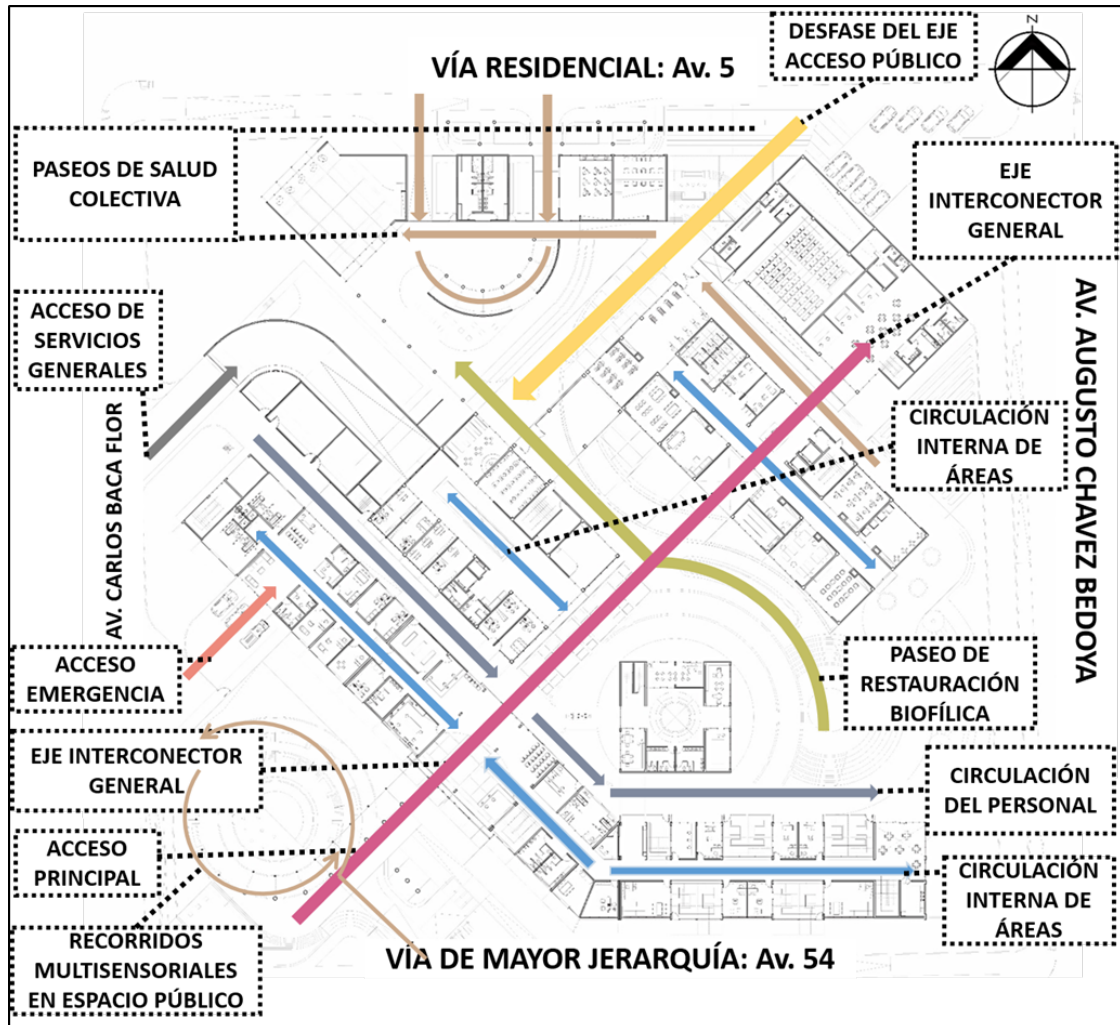 N
DESFASE DEL EJE
ACCESO PÚBLICO
VÍA RESIDENCIAL: Av. 5
PASEOS DE SALUD
COLECTIVA
EJE
INTERCONECTOR
GENERAL
ACCESO DE
SERVICIOS
GENERALES
AV. CARLOS BACA FLOR
AV. AUGUSTO CHAVEZ BEDOYA
CIRCULACIÓN
INTERNA DE
ÁREAS
ACCESO
EMERGENCIA
PASEO DE
RESTAURACIÓN
BIOFÍLICA
EJE INTERCONECTOR
GENERAL
CIRCULACIÓN
DEL PERSONAL
ACCESO
PRINCIPAL
CIRCULACIÓN
INTERNA DE
ÁREAS
RECORRIDOS
MULTISENSORIALES
EN ESPACIO PÚBLICO
VÍA DE MAYOR JERARQUÍA: Av. 54